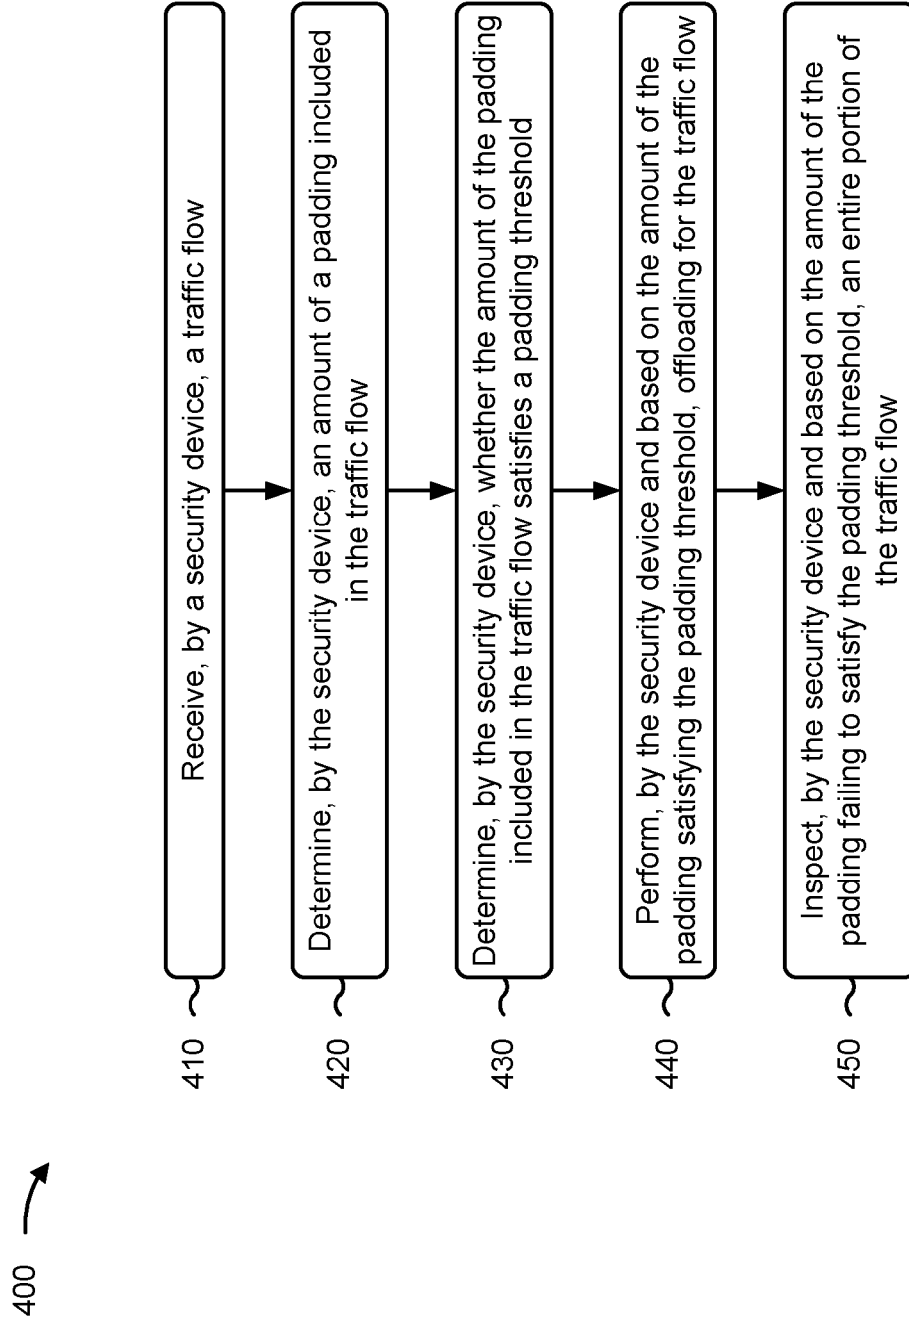 400
410
Receive, by a security device, a traffic flow
420
Determine, by the security device, an amount of a padding included
in the traffic flow
430
Determine, by the security device, whether the amount of the padding
included in the traffic flow satisfies a padding threshold
440
Perform, by the security device and based on the amount of the
padding satisfying the padding threshold, offloading for the traffic flow
450
Inspect, by the security device and based on the amount of the
padding failing to satisfy the padding threshold, an entire portion of
the traffic flow